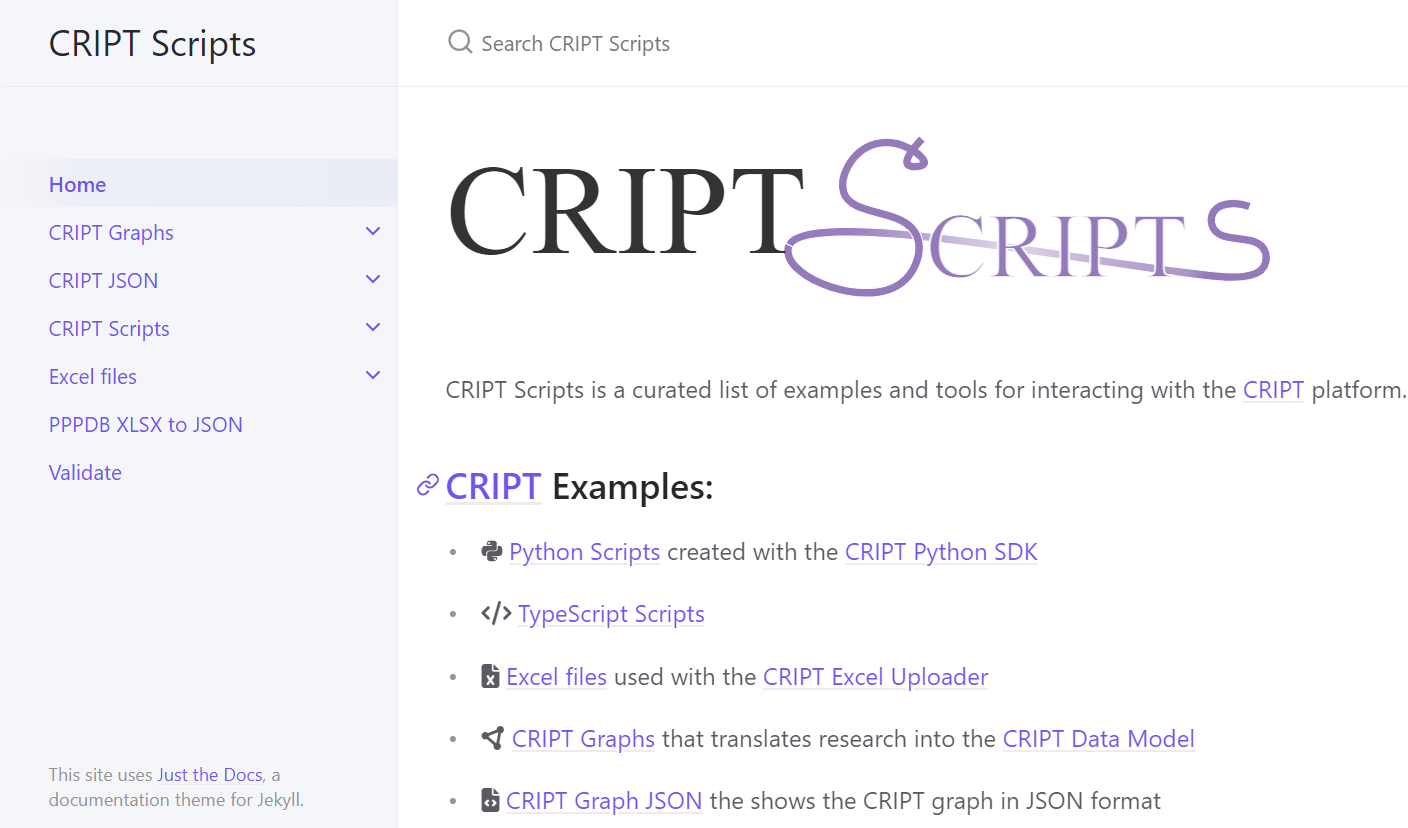 CRIPT Scripts
Search CRIPT Scripts
Home
CRIPT Graphs
CRIPT JSON
CRIPT Scripts
Excel files
PPPDB XLSX to JSON
Validate
This site uses Just the Docs, a
documentation theme for Jekyll.
CRIPT SCRIPTS
CRIPT Scripts is a curated list of examples and tools for interacting with the CRIPT platform.
CRIPT Examples:
Python Scripts created with the CRIPT Python SDK
</> TypeScript Scripts
Excel files used with the CRIPT Excel Uploader
CRIPT Graphs that translates research into the CRIPT Data Model
CRIPT Graph JSON the shows the CRIPT graph in JSON format